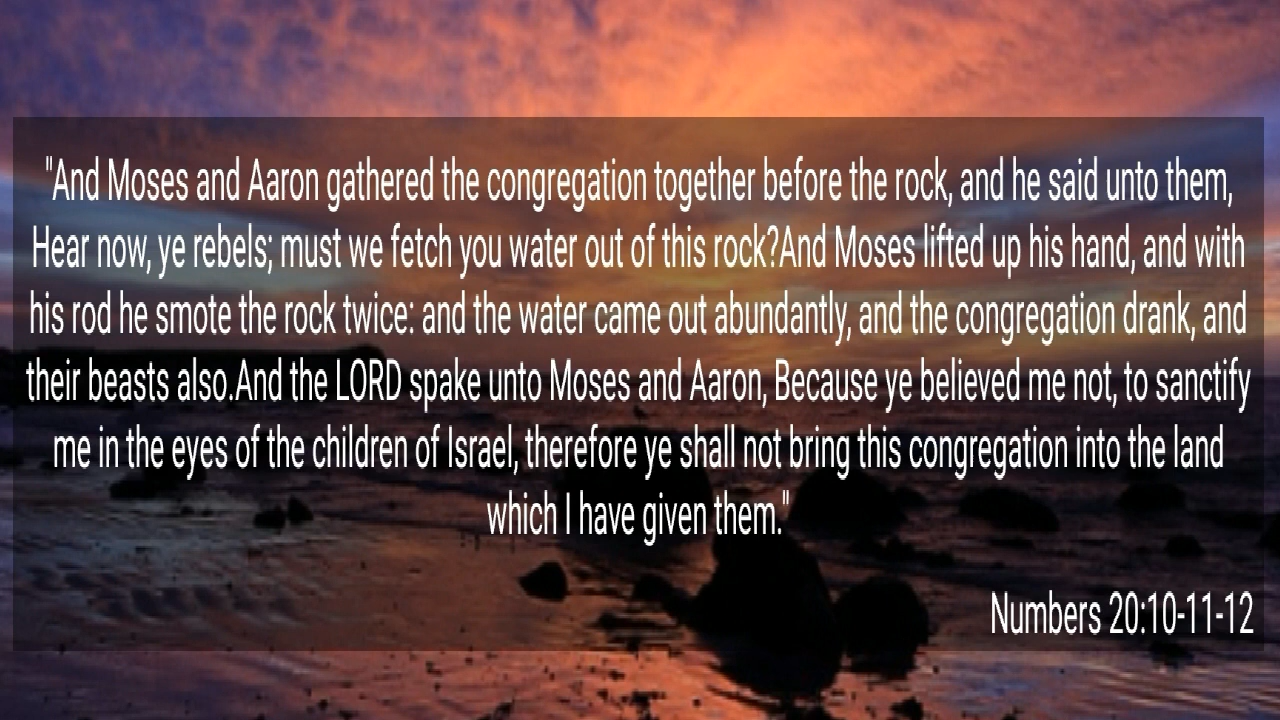 "And Moses and Aaron gathered the congregation together before the rock, and he said unto them,
Hear now, ye rebels; must we fetch you water out of this rock?And Moses lifted up his hand, and with
his rod he smote the rock twice: and the water came out abundantly, and the congregation drank, and
their beasts also.And the LORD spake unto Moses and Aaron, Because ye believed me not, to sanctify
me in the eyes of the children of Israel, therefore ye shall not bring this congregation into the land
which I have given them."
Numbers 20:10-11-12